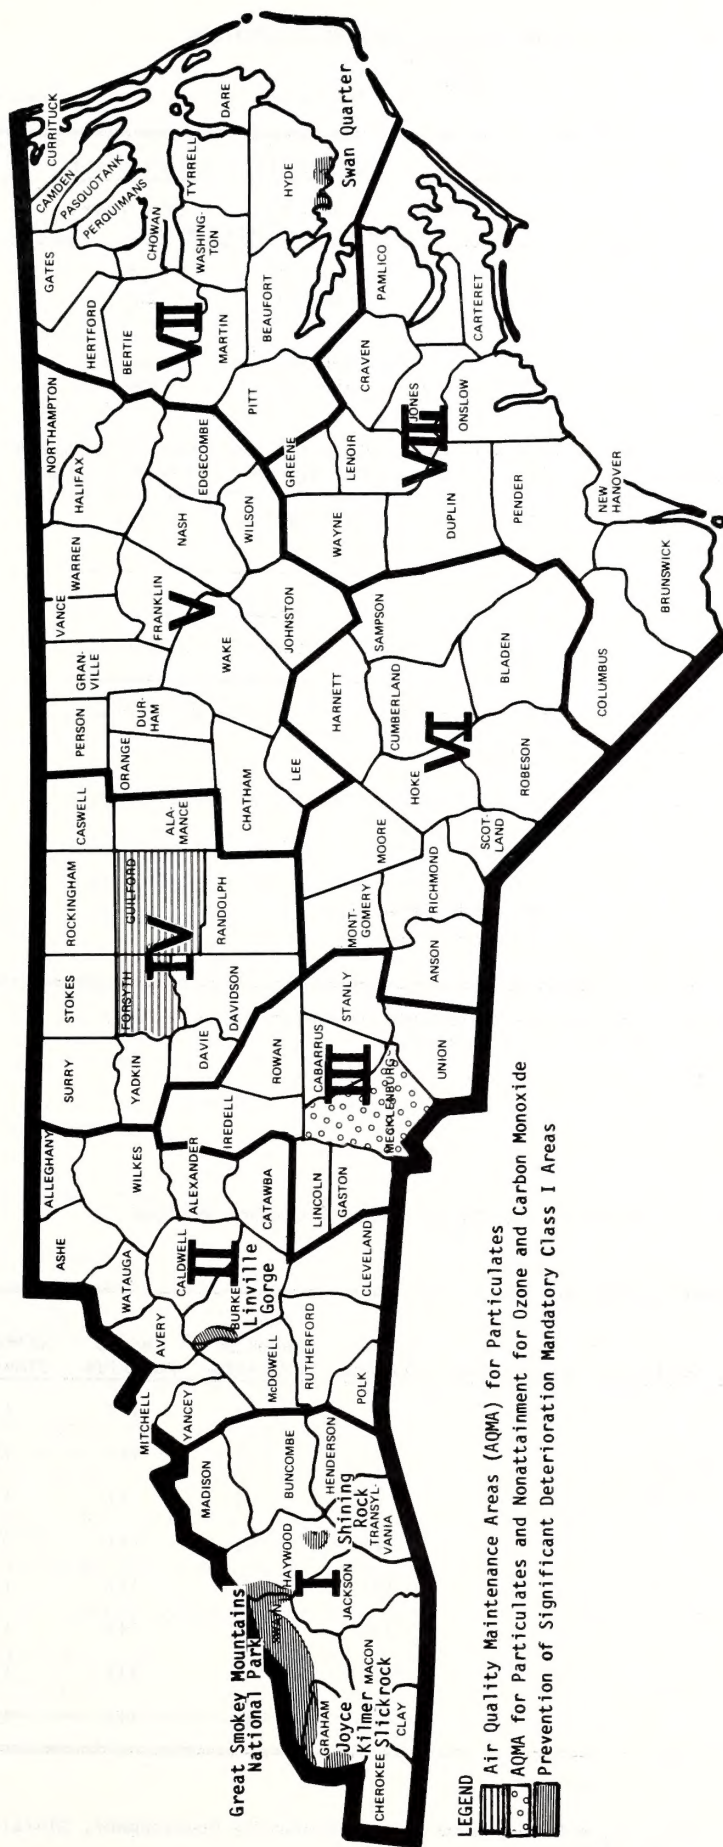 Great Smokey Mountains
National Park
CHEROKEE
GRAHAM
Joyce
Kilmer
Slickrock
CLAY
MACON
SWAIN
JACKSON
I
HAYWOOD
Shining
Rock
TRANSYL-
VANIA
HENDERSON
BUNCOMBE
MADISON
MITCHELL
YANCEY
AVERY
McDOWELL
RUTHERFORD
POLK
CLEVELAND
BURKE
Linville
Gorge
II
CALDWELL
WATAUGA
ASHE
ALLEGHANY
WILKES
ALEXANDER
CATAWBA
LINCOLN
GASTON
IREDELL
ROWAN
CABARRUS
III
MECKLENBURG
STANLY
UNION
SURRY
YADKIN
DAVIE
DAVIDSON
STOKES
FORSYTH
IV
ROCKINGHAM
GUILFORD
RANDOLPH
CASWELL
ALA-
MANCE
MONT-
GOMERY
ANSON
RICHMOND
MOORE
SCOT-
LAND
HOKE
VI
ROBESON
CUMBERLAND
HARNETT
SAMPSON
BLADEN
COLUMBUS
PERSON
ORANGE
DUR-
HAM
CHATHAM
LEE
GRAN-
VILLE
WAKE
V
VANCE
WARREN
FRANKLIN
JOHNSTON
NASH
WILSON
HALIFAX
NORTHAMPTON
EDGECOMBE
WAYNE
GREENE
LENOIR
DUPLIN
VIII
JONES
ONSLOW
PENDER
NEW
HANOVER
BRUNSWICK
CRAVEN
PAMLICO
CARTERET
PITT
BEAUFORT
MARTIN
VII
BERTIE
HERTFORD
GATES
CHOWAN
WASHING-
TON
TYRRELL
DARE
HYDE
Swan Quarter
PERQUIMANS
PASQUOTANK
CAMDEN
CURRITUCK
LEGEND
Air Quality Maintenance Areas (AQMA) for Particulates
AQMA for Particulates and Nonattainment for Ozone and Carbon Monoxide
Prevention of Significant Deterioration Mandatory Class I Areas